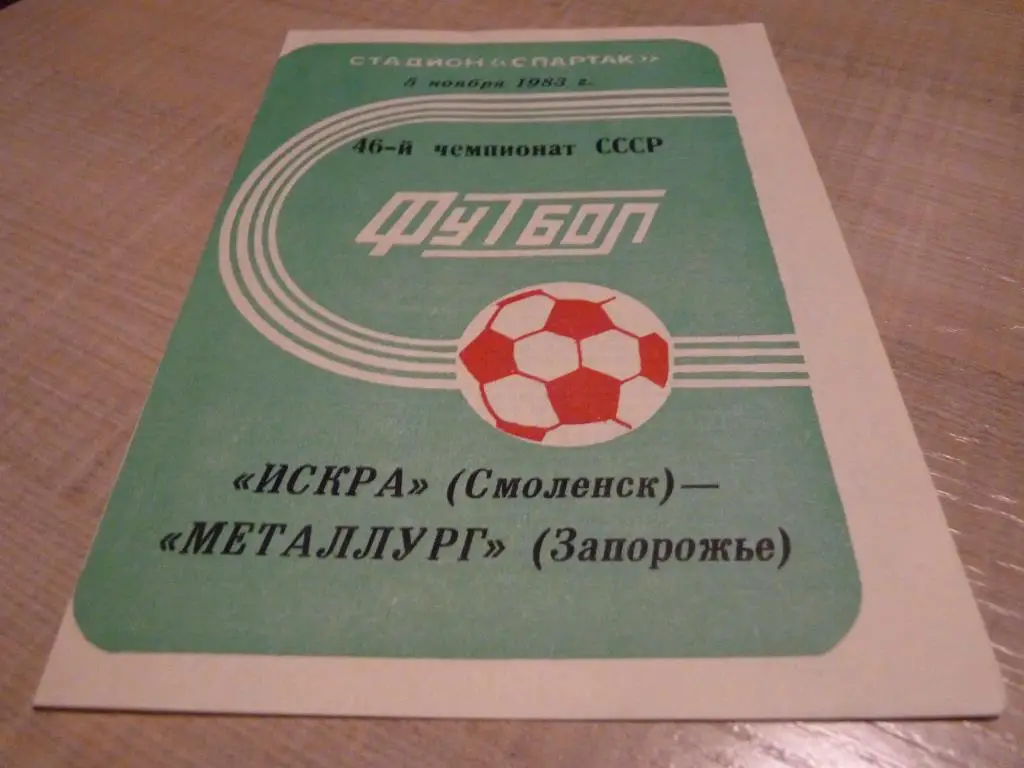 СТАДИОН «СПАРТАК»
5 ноября 1983 г.
46-й чемпионат СССР
ФУТБОЛ
«ИСКРА» (Смоленск) —
«МЕТАЛЛУРГ» (Запорожье)